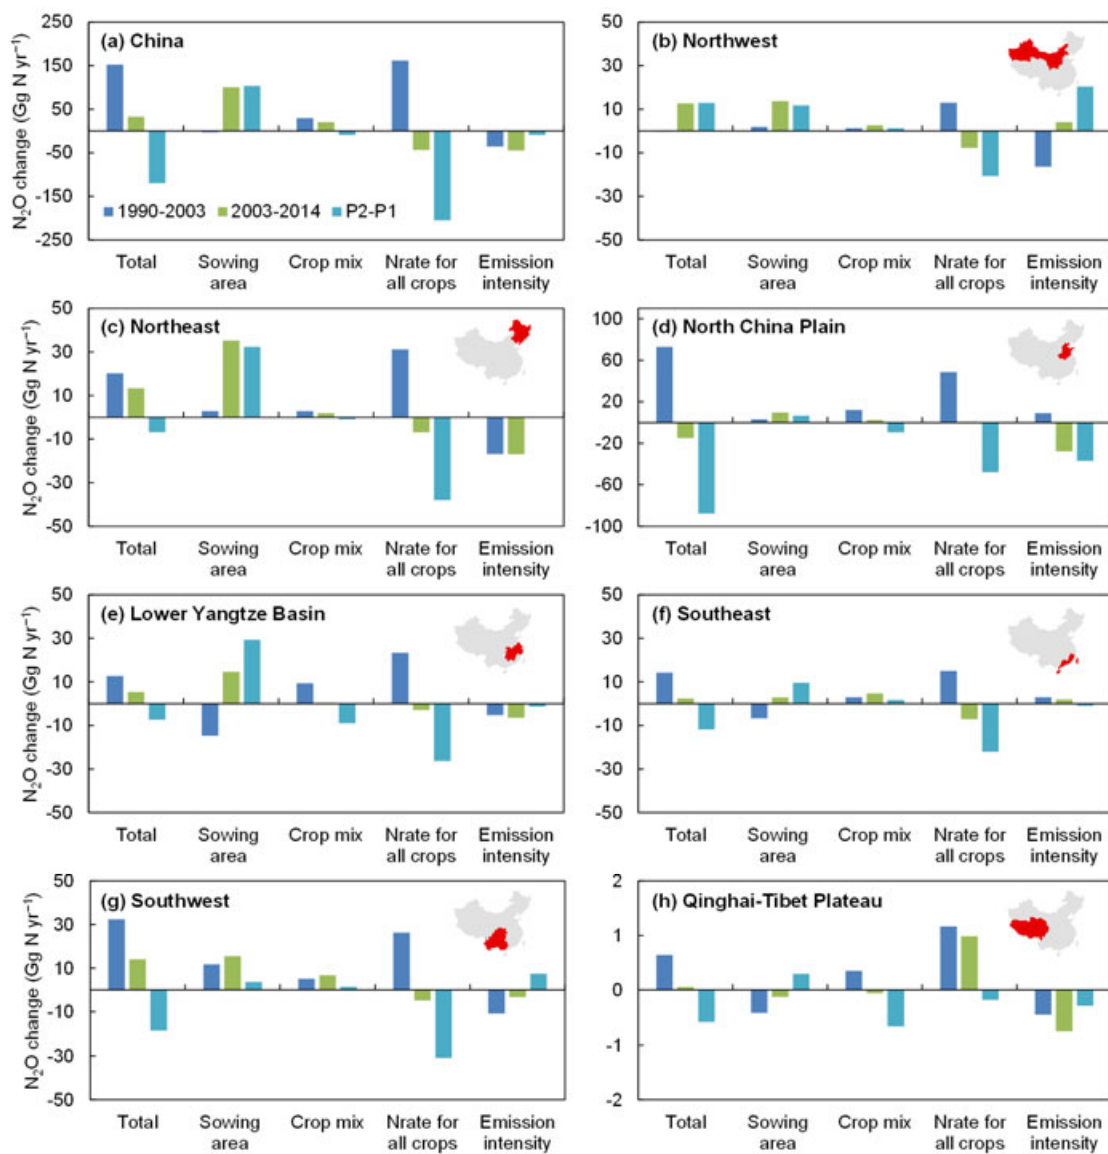 (a) China
N₂O change (Gg N yr⁻¹)
250
150
50
-50
-150
-250
1990-2003 2003-2014 P2-P1
Total Sowing area Crop mix Nrate for all crops Emission intensity
(b) Northwest
50
30
10
-10
-30
-50
Total Sowing area Crop mix Nrate for all crops Emission intensity
(c) Northeast
N₂O change (Gg N yr⁻¹)
50
30
10
-10
-30
-50
Total Sowing area Crop mix Nrate for all crops Emission intensity
(d) North China Plain
100
60
20
-20
-60
-100
Total Sowing area Crop mix Nrate for all crops Emission intensity
(e) Lower Yangtze Basin
N₂O change (Gg N yr⁻¹)
50
30
10
-10
-30
-50
Total Sowing area Crop mix Nrate for all crops Emission intensity
(f) Southeast
50
30
10
-10
-30
-50
Total Sowing area Crop mix Nrate for all crops Emission intensity
(g) Southwest
N₂O change (Gg N yr⁻¹)
50
30
10
-10
-30
-50
Total Sowing area Crop mix Nrate for all crops Emission intensity
(h) Qinghai-Tibet Plateau
2
1
0
-1
-2
Total Sowing area Crop mix Nrate for all crops Emission intensity